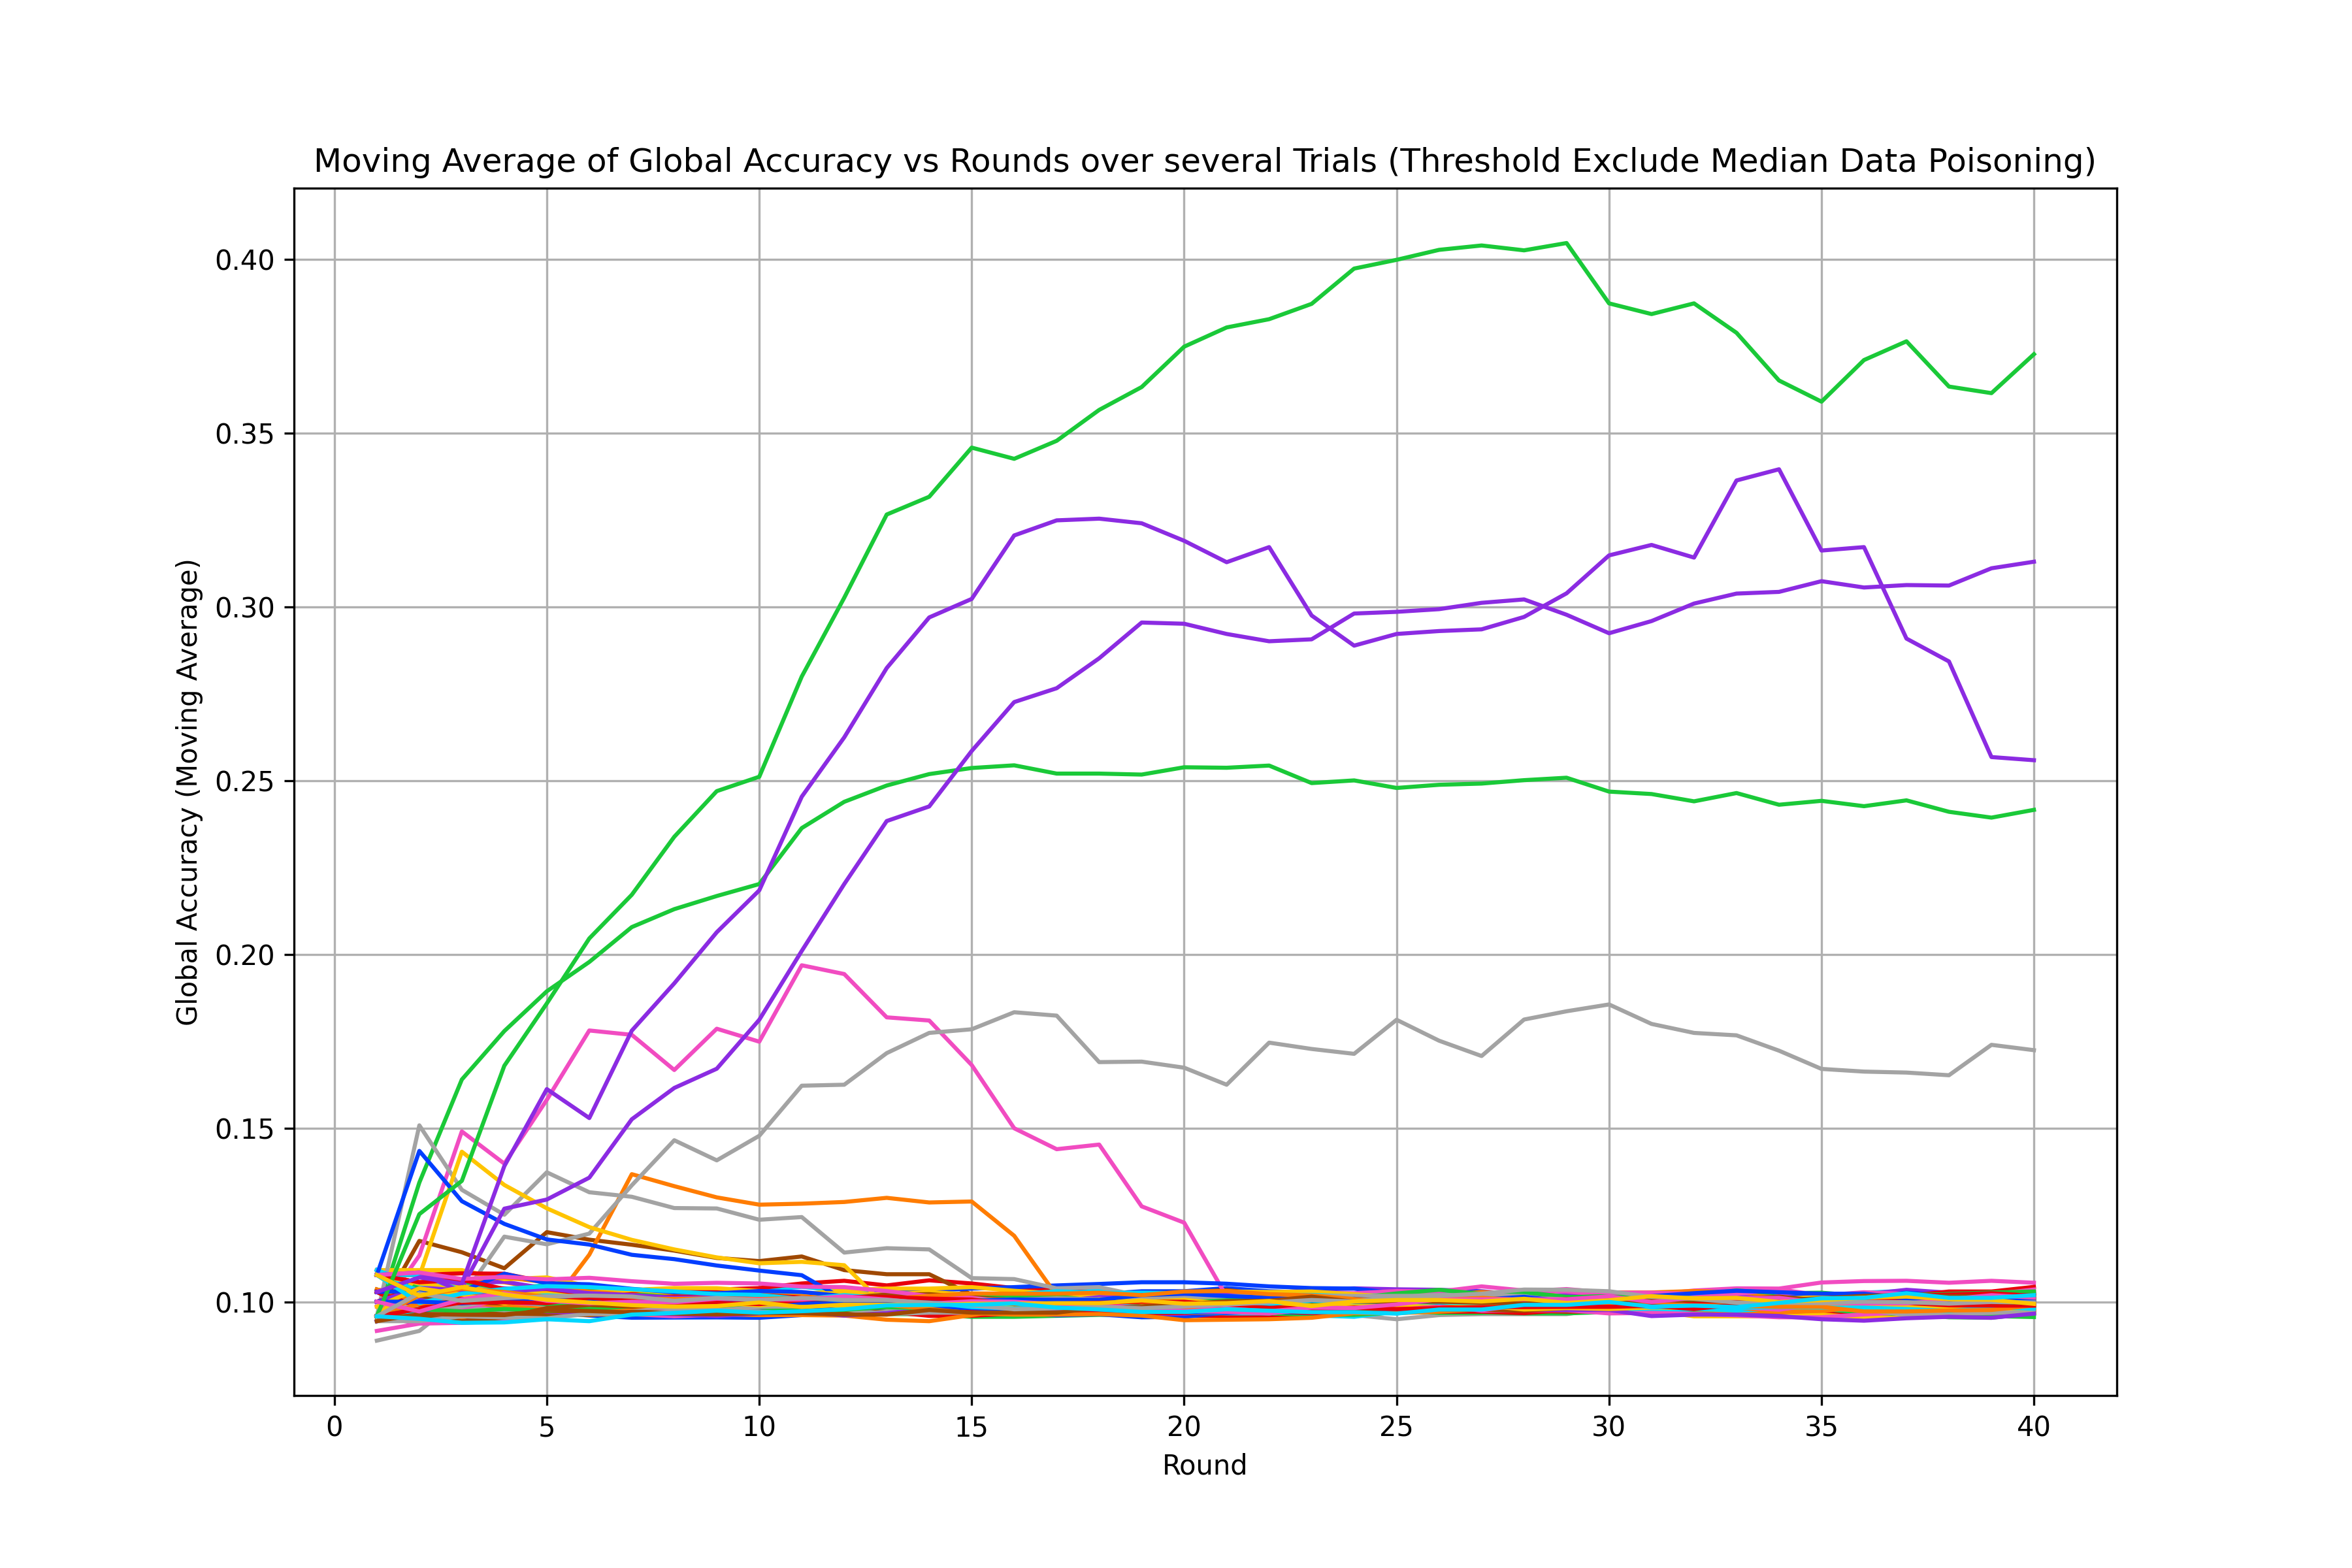 Moving Average of Global Accuracy vs Rounds over several Trials (Threshold Exclude Median Data Poisoning)
0.40
0.35
0.30
0.25
0.20
0.15
0.10
Global Accuracy (Moving Average)
0 5 10 15 20 25 30 35 40
Round